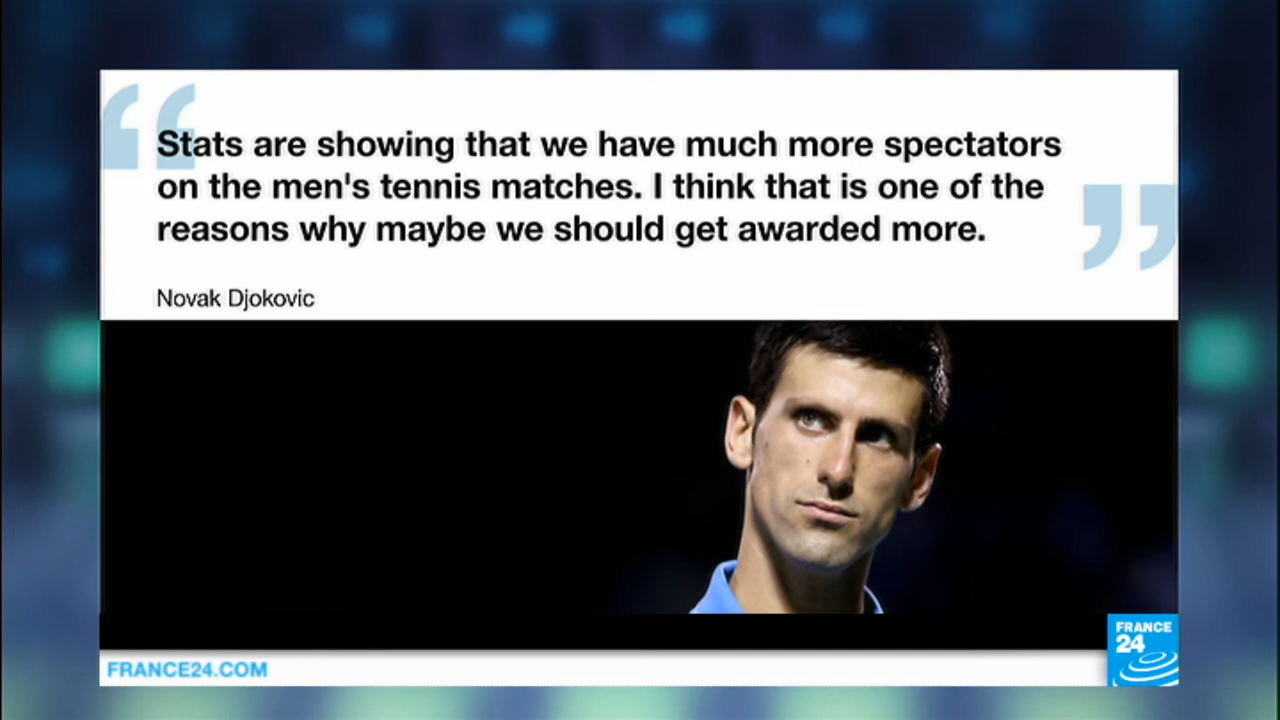 Stats are showing that we have much more spectators
on the men's tennis matches. I think that is one of the
reasons why maybe we should get awarded more.
Novak Djokovic
FRANCE
24
FRANCE24.COM